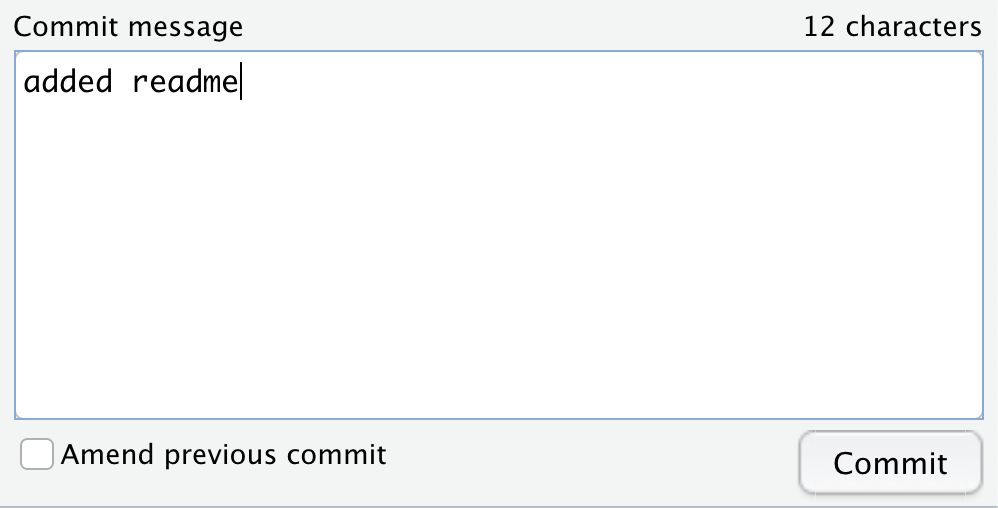 Commit message 12 characters
added readme
Amend previous commit
Commit